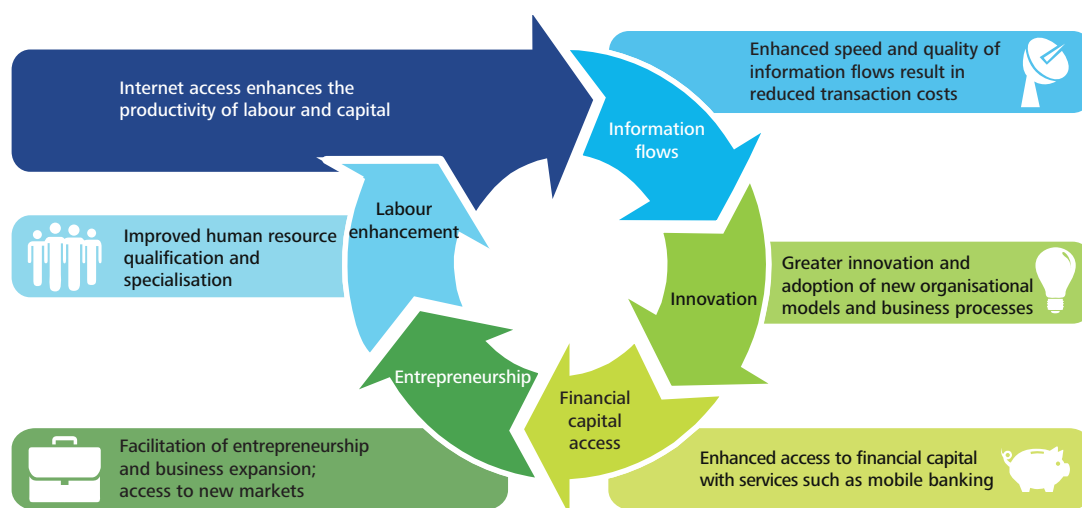 Internet access enhances the
productivity of labour and capital
Information
flows
Enhanced speed and quality of
information flows result in
reduced transaction costs
Labour
enhancement
Improved human resource
qualification and
specialisation
Innovation
Greater innovation and
adoption of new organisational
models and business processes
Entrepreneurship
Financial
capital
access
Facilitation of entrepreneurship
and business expansion;
access to new markets
Enhanced access to financial capital
with services such as mobile banking